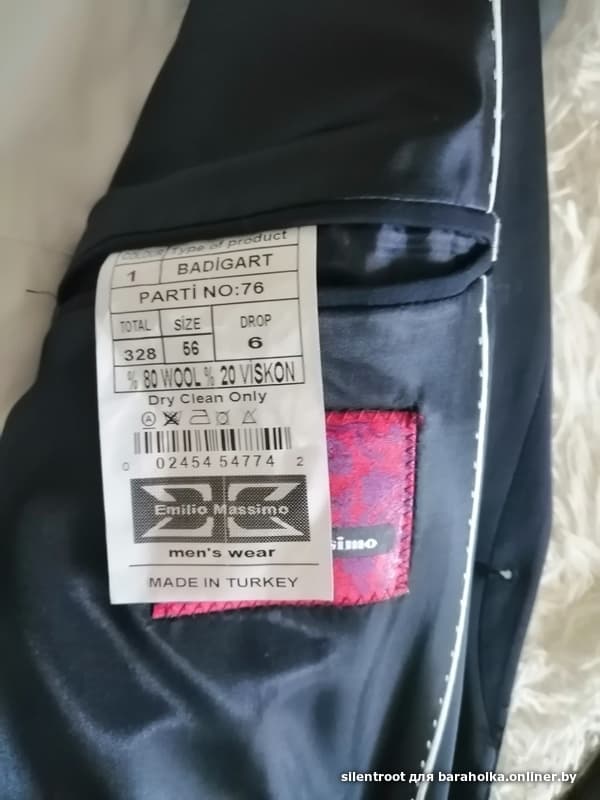 COLOUR Type of product
1 BADİGART
PARTİ NO:76
TOTAL SİZE DROP
328 56 6
% 80 WOOL % 20 VİSKON
Dry Clean Only
A
0 02454 54774 2
Emilio Massimo
men's wear
MADE IN TURKEY
simo
silentroot для baraholka.onliner.by